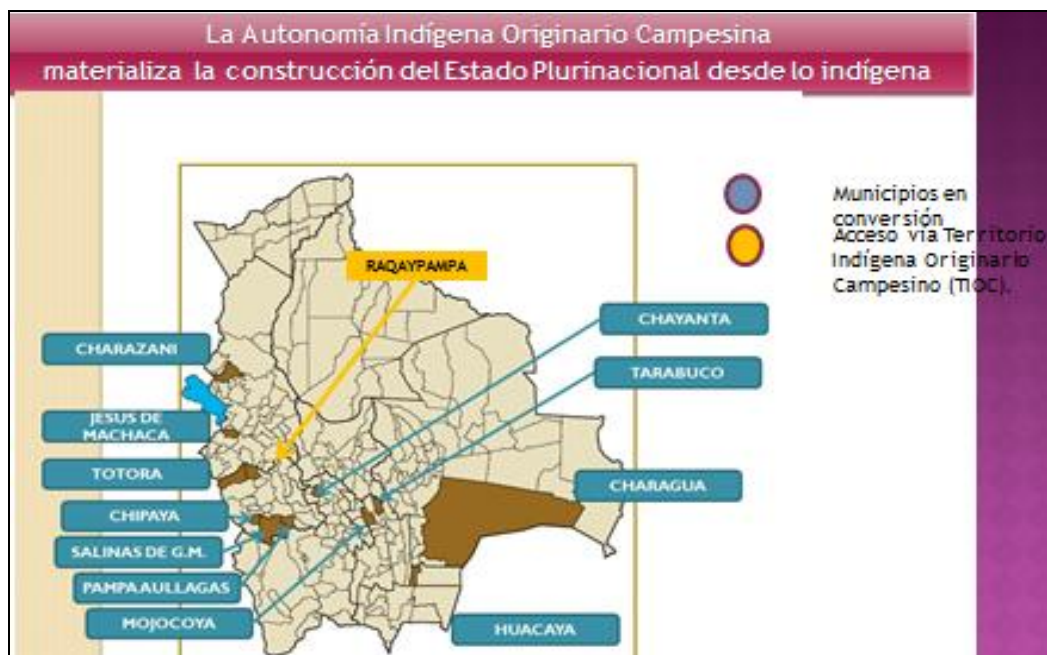 La Autonomía Indígena Originario Campesina
materializa la construcción del Estado Plurinacional desde lo indígena
Municipios en
conversión
Acceso vía Territorio
Indígena Originario
Campesino (TIOC).
RAQAYPAMPA
CHAYANTA
CHARAZANI
TARABUCO
JESUS DE
MACHACA
TOTORA
CHARAGUA
CHIPAYA
SALINAS DE G.M.
PAMPA AULLAGAS
MOJOCOYA
HUACAYA